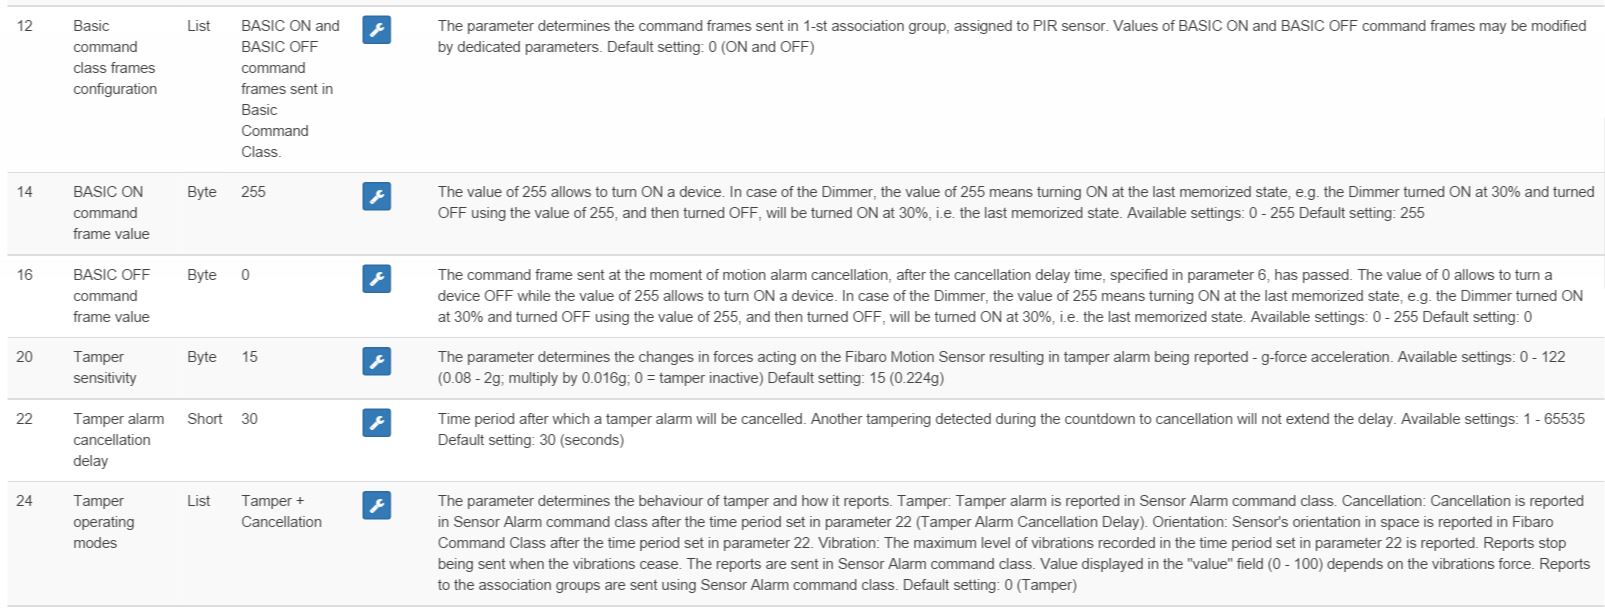 12 Basic command class frames configuration List BASIC ON and BASIC OFF command frames sent in Basic Command Class.
The parameter determines the command frames sent in 1-st association group, assigned to PIR sensor. Values of BASIC ON and BASIC OFF command frames may be modified
by dedicated parameters. Default setting: 0 (ON and OFF)
14 BASIC ON command frame value Byte 255
The value of 255 allows to turn ON a device. In case of the Dimmer, the value of 255 means turning ON at the last memorized state, e.g. the Dimmer turned ON at 30% and turned
OFF using the value of 255, and then turned OFF, will be turned ON at 30%, i.e. the last memorized state. Available settings: 0 - 255 Default setting: 255
16 BASIC OFF command frame value Byte 0
The command frame sent at the moment of motion alarm cancellation, after the cancellation delay time, specified in parameter 6, has passed. The value of 0 allows to turn a
device OFF while the value of 255 allows to turn ON a device. In case of the Dimmer, the value of 255 means turning ON at the last memorized state, e.g. the Dimmer turned ON
at 30% and turned OFF using the value of 255, and then turned OFF, will be turned ON at 30%, i.e. the last memorized state. Available settings: 0 - 255 Default setting: 0
20 Tamper sensitivity Byte 15
The parameter determines the changes in forces acting on the Fibaro Motion Sensor resulting in tamper alarm being reported - g-force acceleration. Available settings: 0 - 122
(0.08 - 2g; multiply by 0.016g; 0 = tamper inactive) Default setting: 15 (0.224g)
22 Tamper alarm cancellation delay Short 30
Time period after which a tamper alarm will be cancelled. Another tampering detected during the countdown to cancellation will not extend the delay. Available settings: 1 - 65535
Default setting: 30 (seconds)
24 Tamper operating modes List Tamper + Cancellation
The parameter determines the behaviour of tamper and how it reports. Tamper: Tamper alarm is reported in Sensor Alarm command class. Cancellation: Cancellation is reported
in Sensor Alarm command class after the time period set in parameter 22 (Tamper Alarm Cancellation Delay). Orientation: Sensor's orientation in space is reported in Fibaro
Command Class after the time period set in parameter 22. Vibration: The maximum level of vibrations recorded in the time period set in parameter 22 is reported. Reports stop
being sent when the vibrations cease. The reports are sent in Sensor Alarm command class. Value displayed in the "value" field (0 - 100) depends on the vibrations force. Reports
to the association groups are sent using Sensor Alarm command class. Default setting: 0 (Tamper)